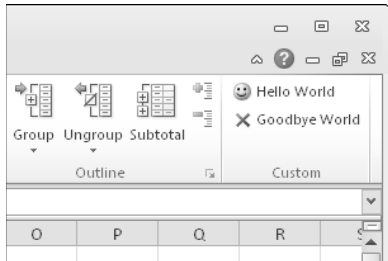 Hello World
Group Ungroup Subtotal
Goodbye World
Outline
Custom
O P Q R